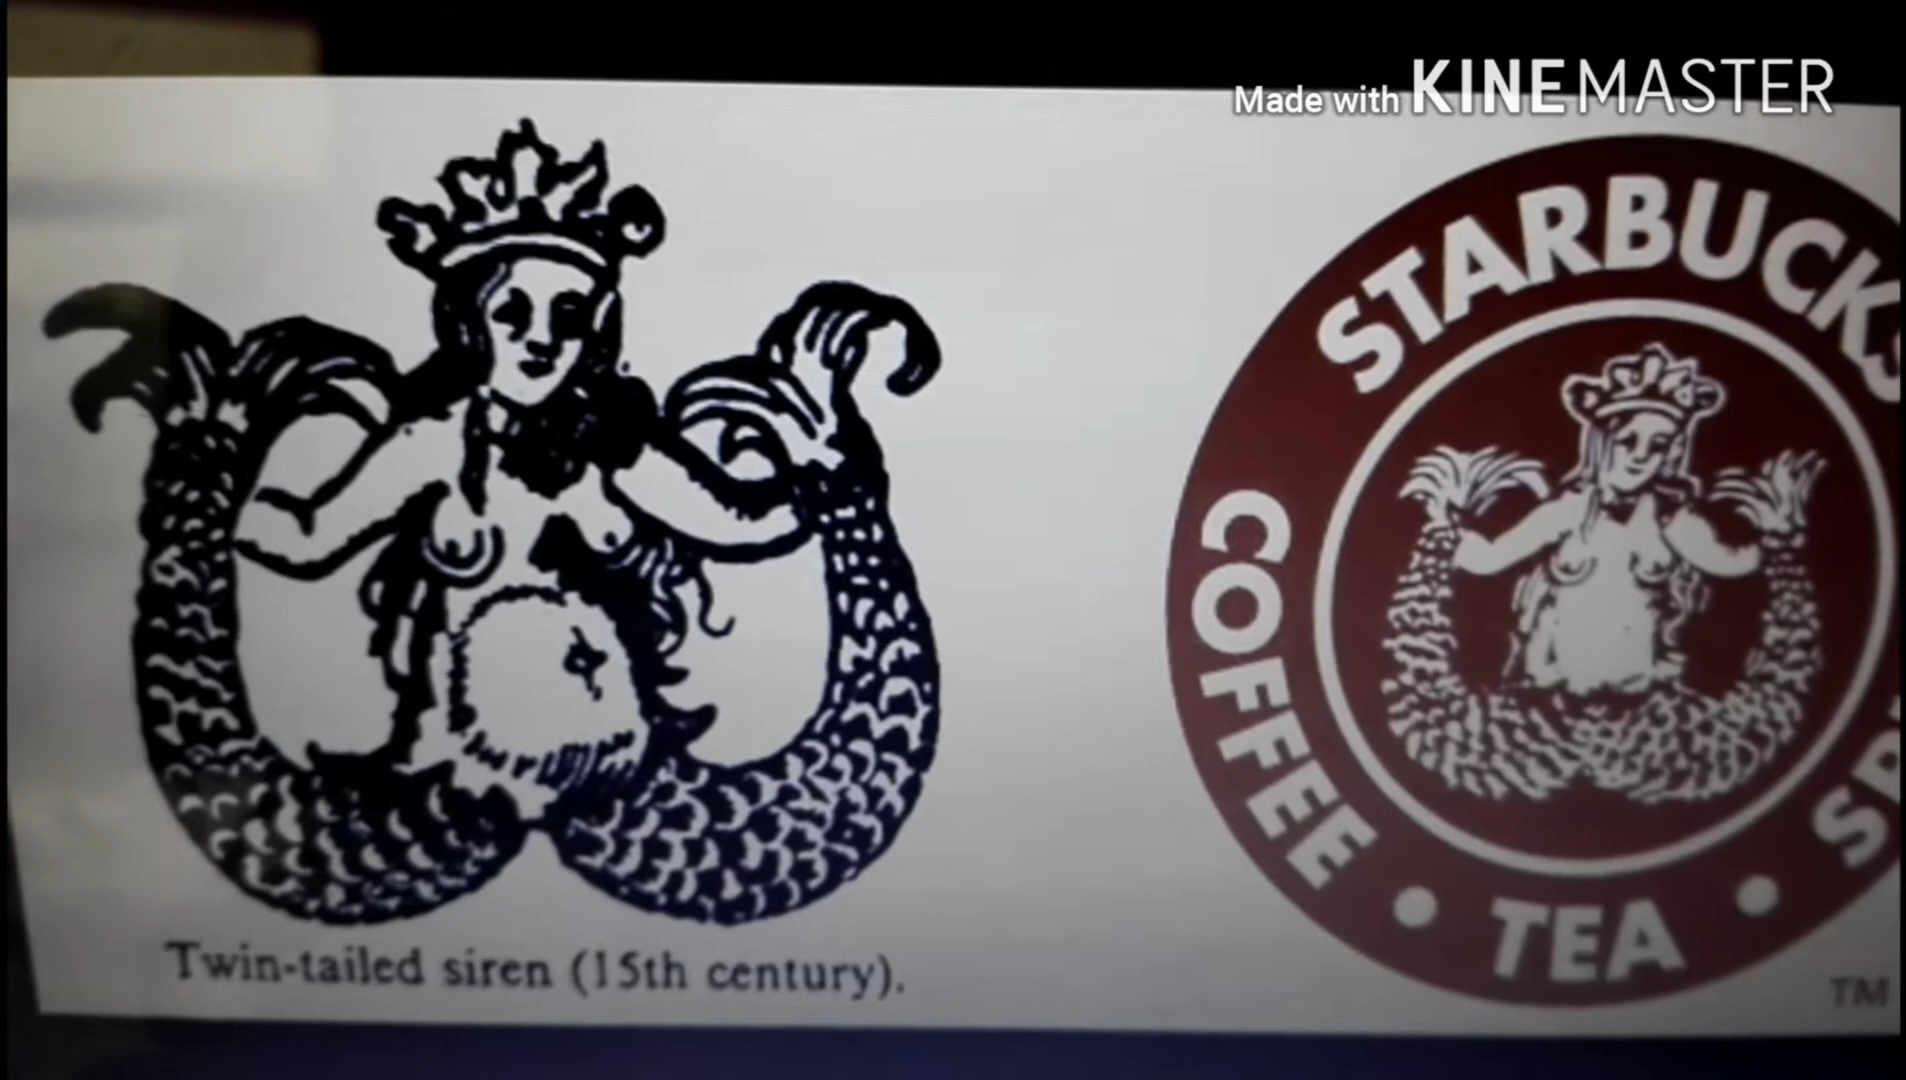 Made with KINEMASTER
STARBUCKS
COFFEE
TEA
TM
Twin-tailed siren (15th century).